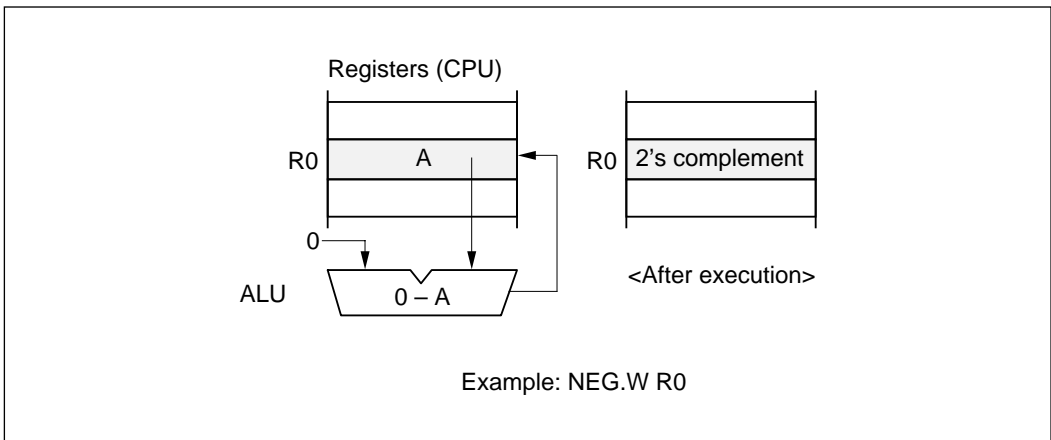 Registers (CPU)
R0 A R0 2's complement
0
ALU 0 – A <After execution>
Example: NEG.W R0